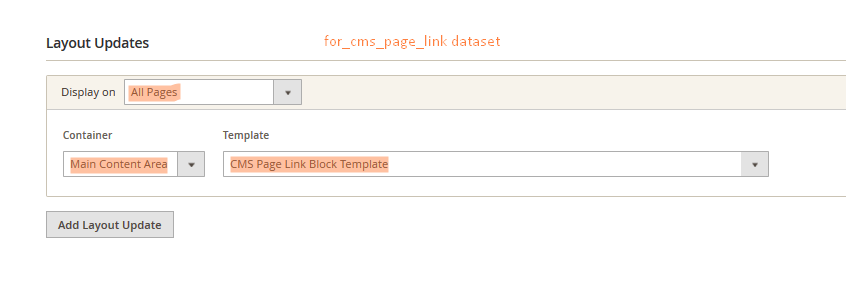 Layout Updates for_cms_page_link dataset
Display on All Pages
Container Template
Main Content Area CMS Page Link Block Template
Add Layout Update